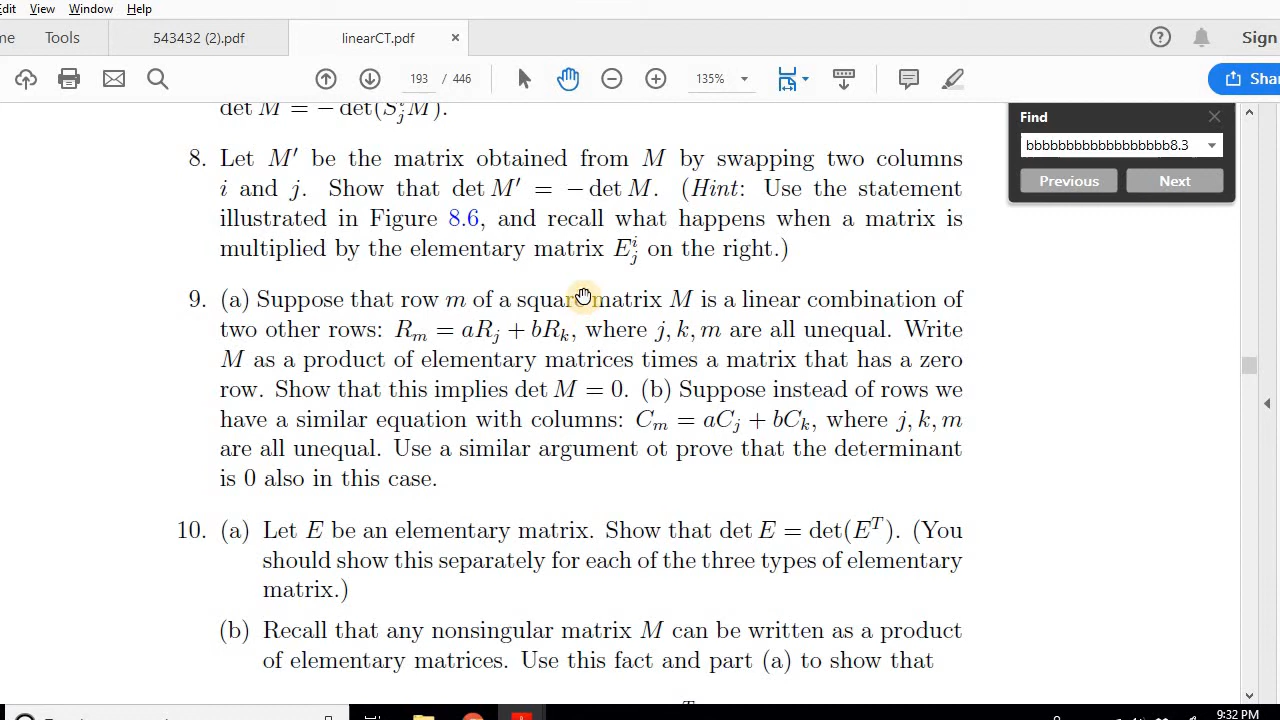 Edit View Window Help
Tools 543432 (2).pdf linearCT.pdf × ? Sign
193 / 446 135% Shar
det M = − det(S^i_j M).
Find
bbbbbbbbbbbbbbbbbb8.3
Previous Next
8. Let M′ be the matrix obtained from M by swapping two columns
i and j. Show that det M′ = − det M. (Hint: Use the statement
illustrated in Figure 8.6, and recall what happens when a matrix is
multiplied by the elementary matrix E^i_j on the right.)
9. (a) Suppose that row m of a square matrix M is a linear combination of
two other rows: R_m = aR_j + bR_k, where j, k, m are all unequal. Write
M as a product of elementary matrices times a matrix that has a zero
row. Show that this implies det M = 0. (b) Suppose instead of rows we
have a similar equation with columns: C_m = aC_j + bC_k, where j, k, m
are all unequal. Use a similar argument ot prove that the determinant
is 0 also in this case.
10. (a) Let E be an elementary matrix. Show that det E = det(E^T). (You
should show this separately for each of the three types of elementary
matrix.)
(b) Recall that any nonsingular matrix M can be written as a product
of elementary matrices. Use this fact and part (a) to show that
9:32 PM